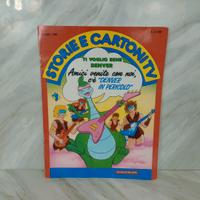 STORIE E CARTONI TV
TI VOGLIO BENE
DENVER
Amici venite con noi,
c'è "DENVER
IN PERICOLO"